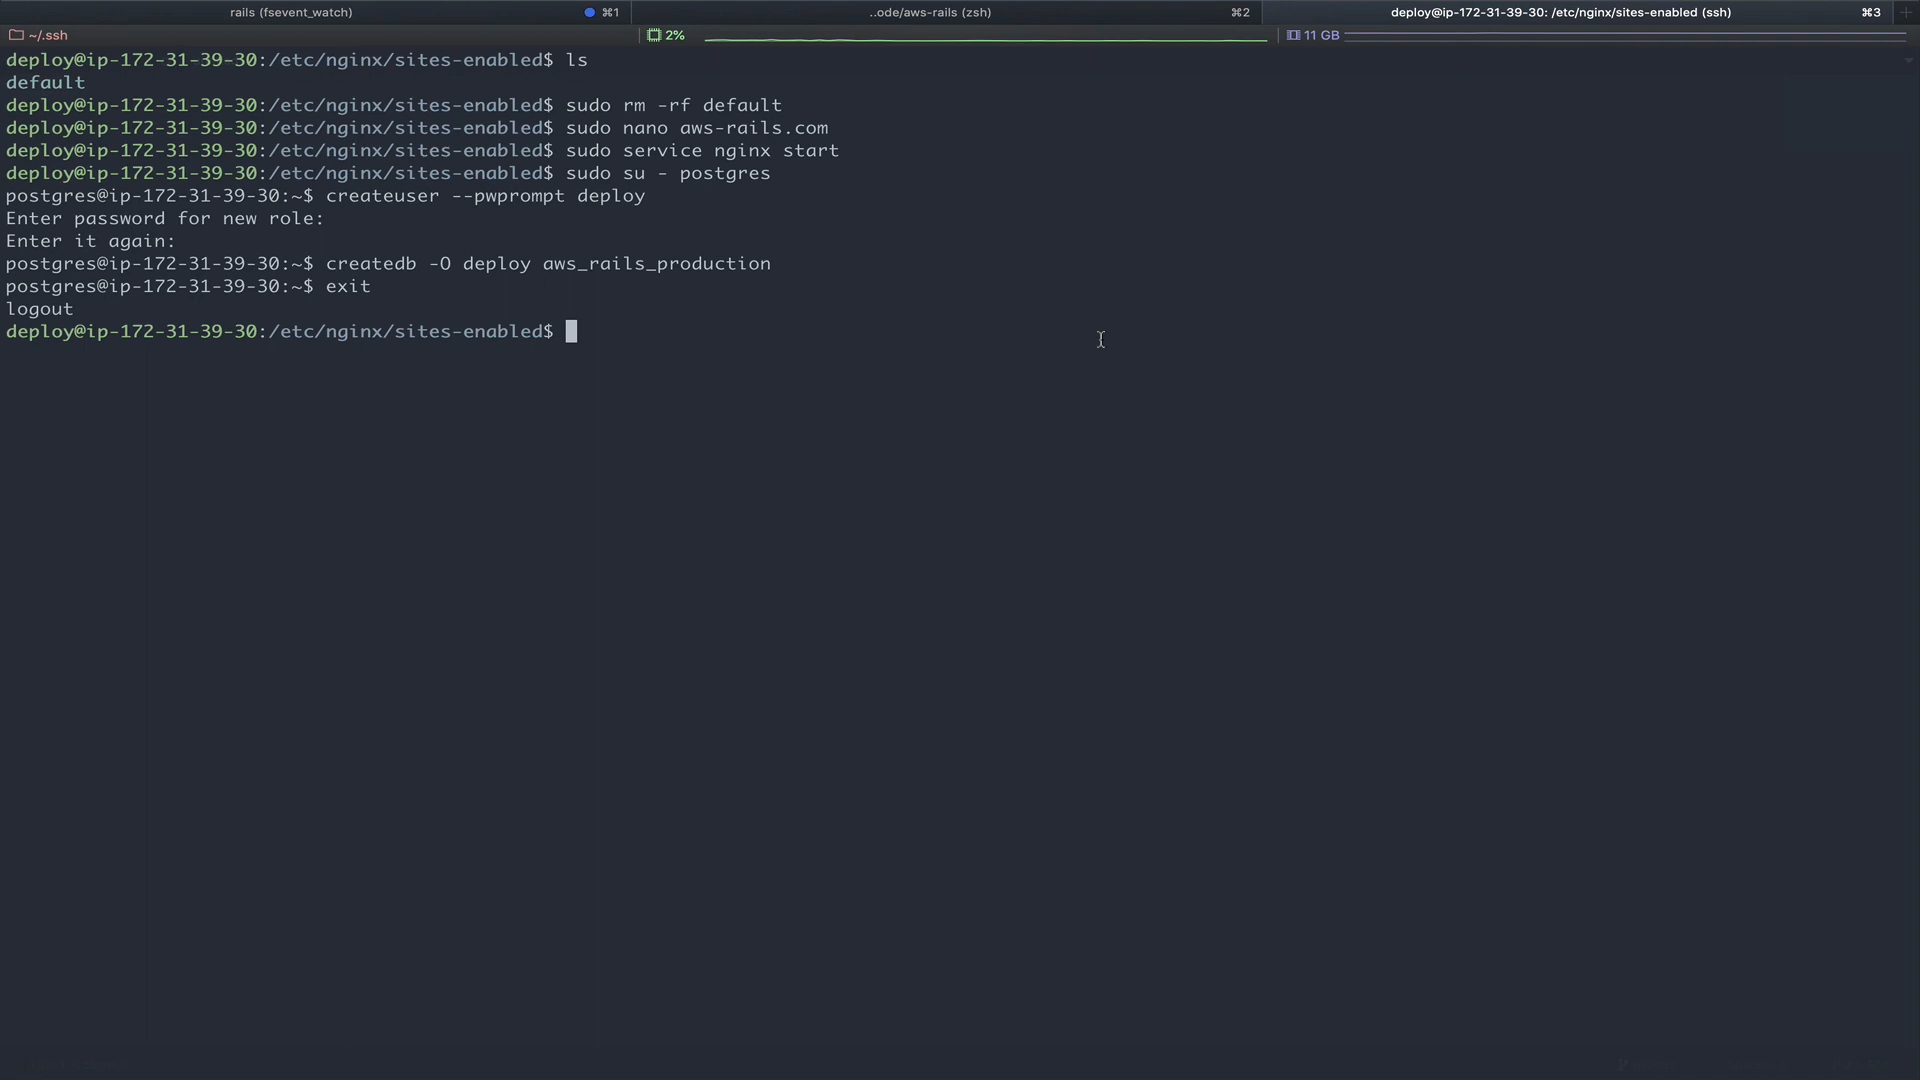 rails (fsevent_watch) ⌘1 ..ode/aws-rails (zsh) ⌘2 deploy@ip-172-31-39-30: /etc/nginx/sites-enabled (ssh) ⌘3
~/.ssh 2% 11 GB
deploy@ip-172-31-39-30:/etc/nginx/sites-enabled$ ls
default
deploy@ip-172-31-39-30:/etc/nginx/sites-enabled$ sudo rm -rf default
deploy@ip-172-31-39-30:/etc/nginx/sites-enabled$ sudo nano aws-rails.com
deploy@ip-172-31-39-30:/etc/nginx/sites-enabled$ sudo service nginx start
deploy@ip-172-31-39-30:/etc/nginx/sites-enabled$ sudo su - postgres
postgres@ip-172-31-39-30:~$ createuser --pwprompt deploy
Enter password for new role:
Enter it again:
postgres@ip-172-31-39-30:~$ createdb -O deploy aws_rails_production
postgres@ip-172-31-39-30:~$ exit
logout
deploy@ip-172-31-39-30:/etc/nginx/sites-enabled$